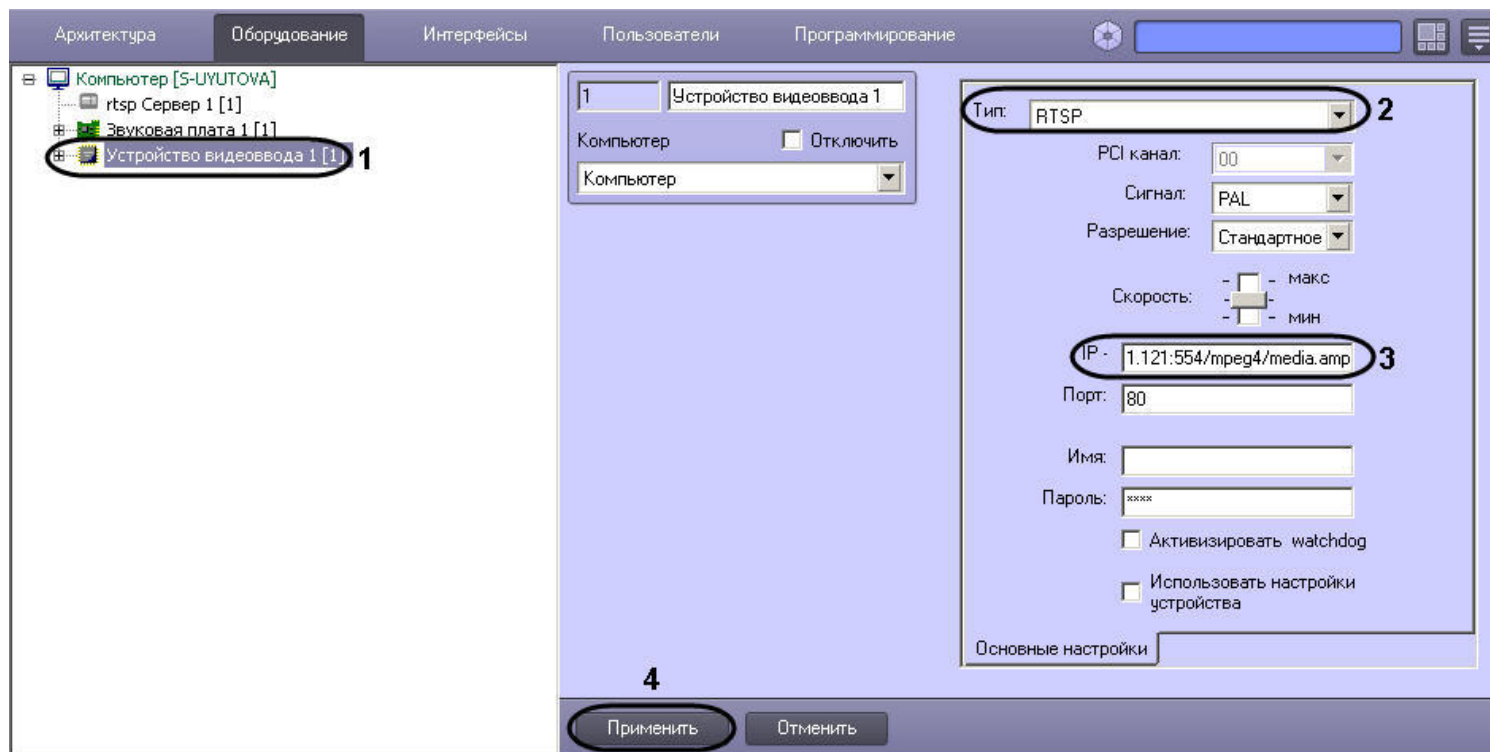 Архитектура Оборудование Интерфейсы Пользователи Программирование
Компьютер [S-UYUTOVA]
rtsp Сервер 1 [1]
Звуковая плата 1 [1]
Устройство видеоввода 1 [1] 1
1 Устройство видеоввода 1
Компьютер Отключить
Компьютер
Тип: RTSP 2
PCI канал: 00
Сигнал: PAL
Разрешение: Стандартное
- - макс
Скорость: - -
- - мин
IP - 1.121:554/mpeg4/media.amp 3
Порт: 80
Имя:
Пароль: ××××
Активизировать watchdog
Использовать настройки
устройства
Основные настройки
4
Применить Отменить